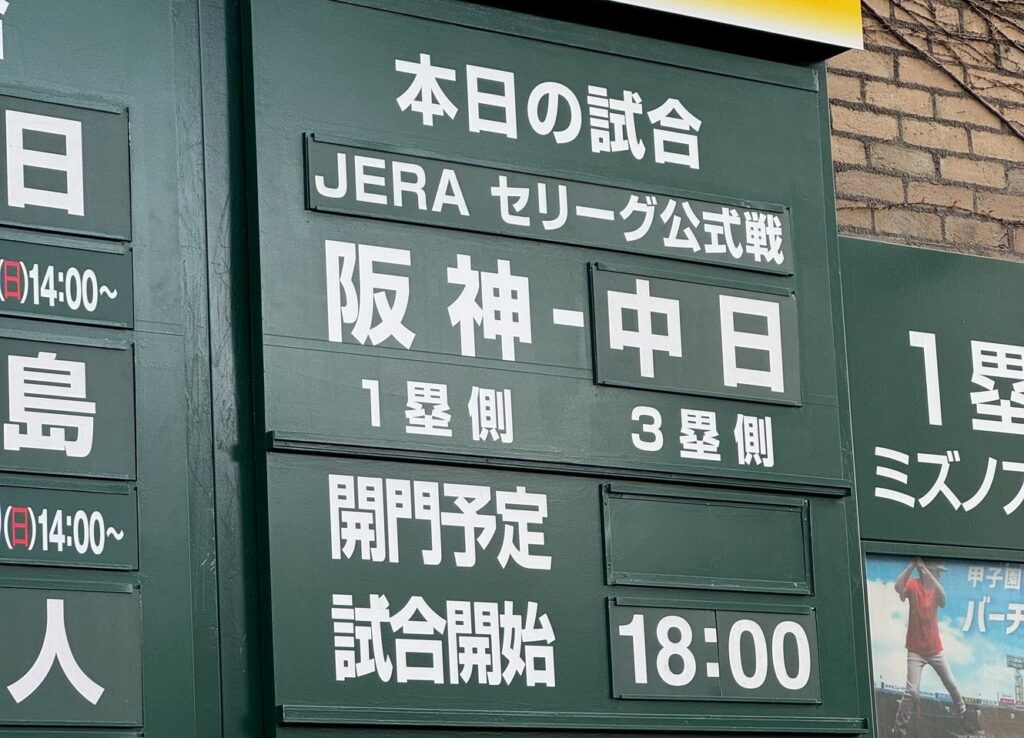 日
(日)14:00~
島
(日)14:00~
人
本日の試合
JERA セリーグ公式戦
阪神-中日
1塁側 3塁側
開門予定
試合開始 18:00
1塁
ミズノ
甲子園
バーチ